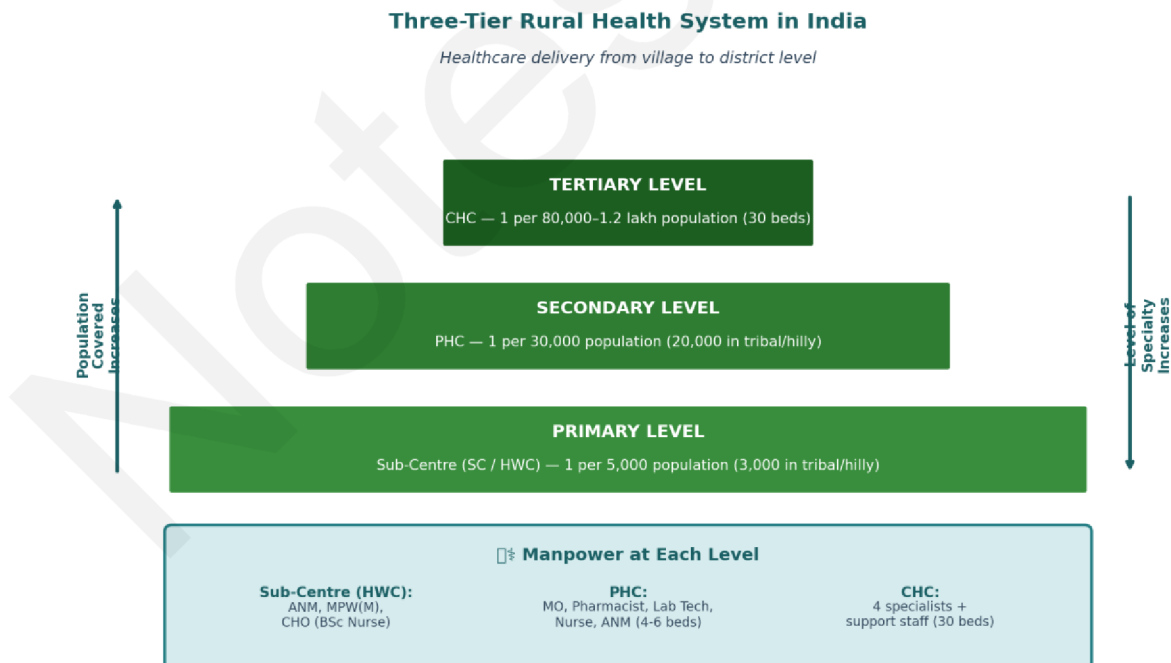 Three-Tier Rural Health System in India
Healthcare delivery from village to district level
TERTIARY LEVEL
CHC — 1 per 80,000–1.2 lakh population (30 beds)
SECONDARY LEVEL
PHC — 1 per 30,000 population (20,000 in tribal/hilly)
PRIMARY LEVEL
Sub-Centre (SC / HWC) — 1 per 5,000 population (3,000 in tribal/hilly)
Population
Covered
Increases
Level of
Specialty
Increases
⚕ Manpower at Each Level
Sub-Centre (HWC):
ANM, MPW(M),
CHO (BSc Nurse)
PHC:
MO, Pharmacist, Lab Tech,
Nurse, ANM (4-6 beds)
CHC:
4 specialists +
support staff (30 beds)
Notes